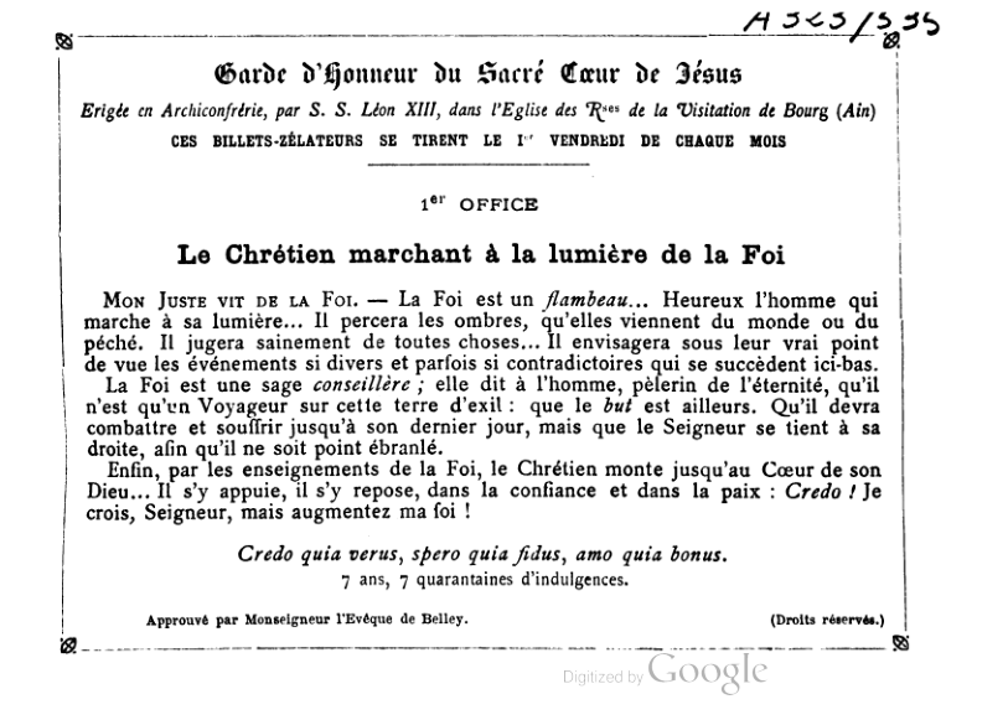 A 523/535
Garde d'Honneur du Sacré Cœur de Jésus
Erigée en Archiconfrérie, par S. S. Léon XIII, dans l'Eglise des Rses de la Visitation de Bourg (Ain)
CES BILLETS-ZÉLATEURS SE TIRENT LE Ier VENDREDI DE CHAQUE MOIS
1er OFFICE
Le Chrétien marchant à la lumière de la Foi
MON JUSTE VIT DE LA FOI. — La Foi est un flambeau... Heureux l'homme qui
marche à sa lumière... Il percera les ombres, qu'elles viennent du monde ou du
péché. Il jugera sainement de toutes choses... Il envisagera sous leur vrai point
de vue les événements si divers et parfois si contradictoires qui se succèdent ici-bas.
La Foi est une sage conseillère ; elle dit à l'homme, pèlerin de l'éternité, qu'il
n'est qu'un Voyageur sur cette terre d'exil : que le but est ailleurs. Qu'il devra
combattre et souffrir jusqu'à son dernier jour, mais que le Seigneur se tient à sa
droite, afin qu'il ne soit point ébranlé.
Enfin, par les enseignements de la Foi, le Chrétien monte jusqu'au Cœur de son
Dieu... Il s'y appuie, il s'y repose, dans la confiance et dans la paix : Credo ! Je
crois, Seigneur, mais augmentez ma foi !
Credo quia verus, spero quia fidus, amo quia bonus.
7 ans, 7 quarantaines d'indulgences.
Approuvé par Monseigneur l'Evêque de Belley. (Droits réservés.)
Digitized by Google